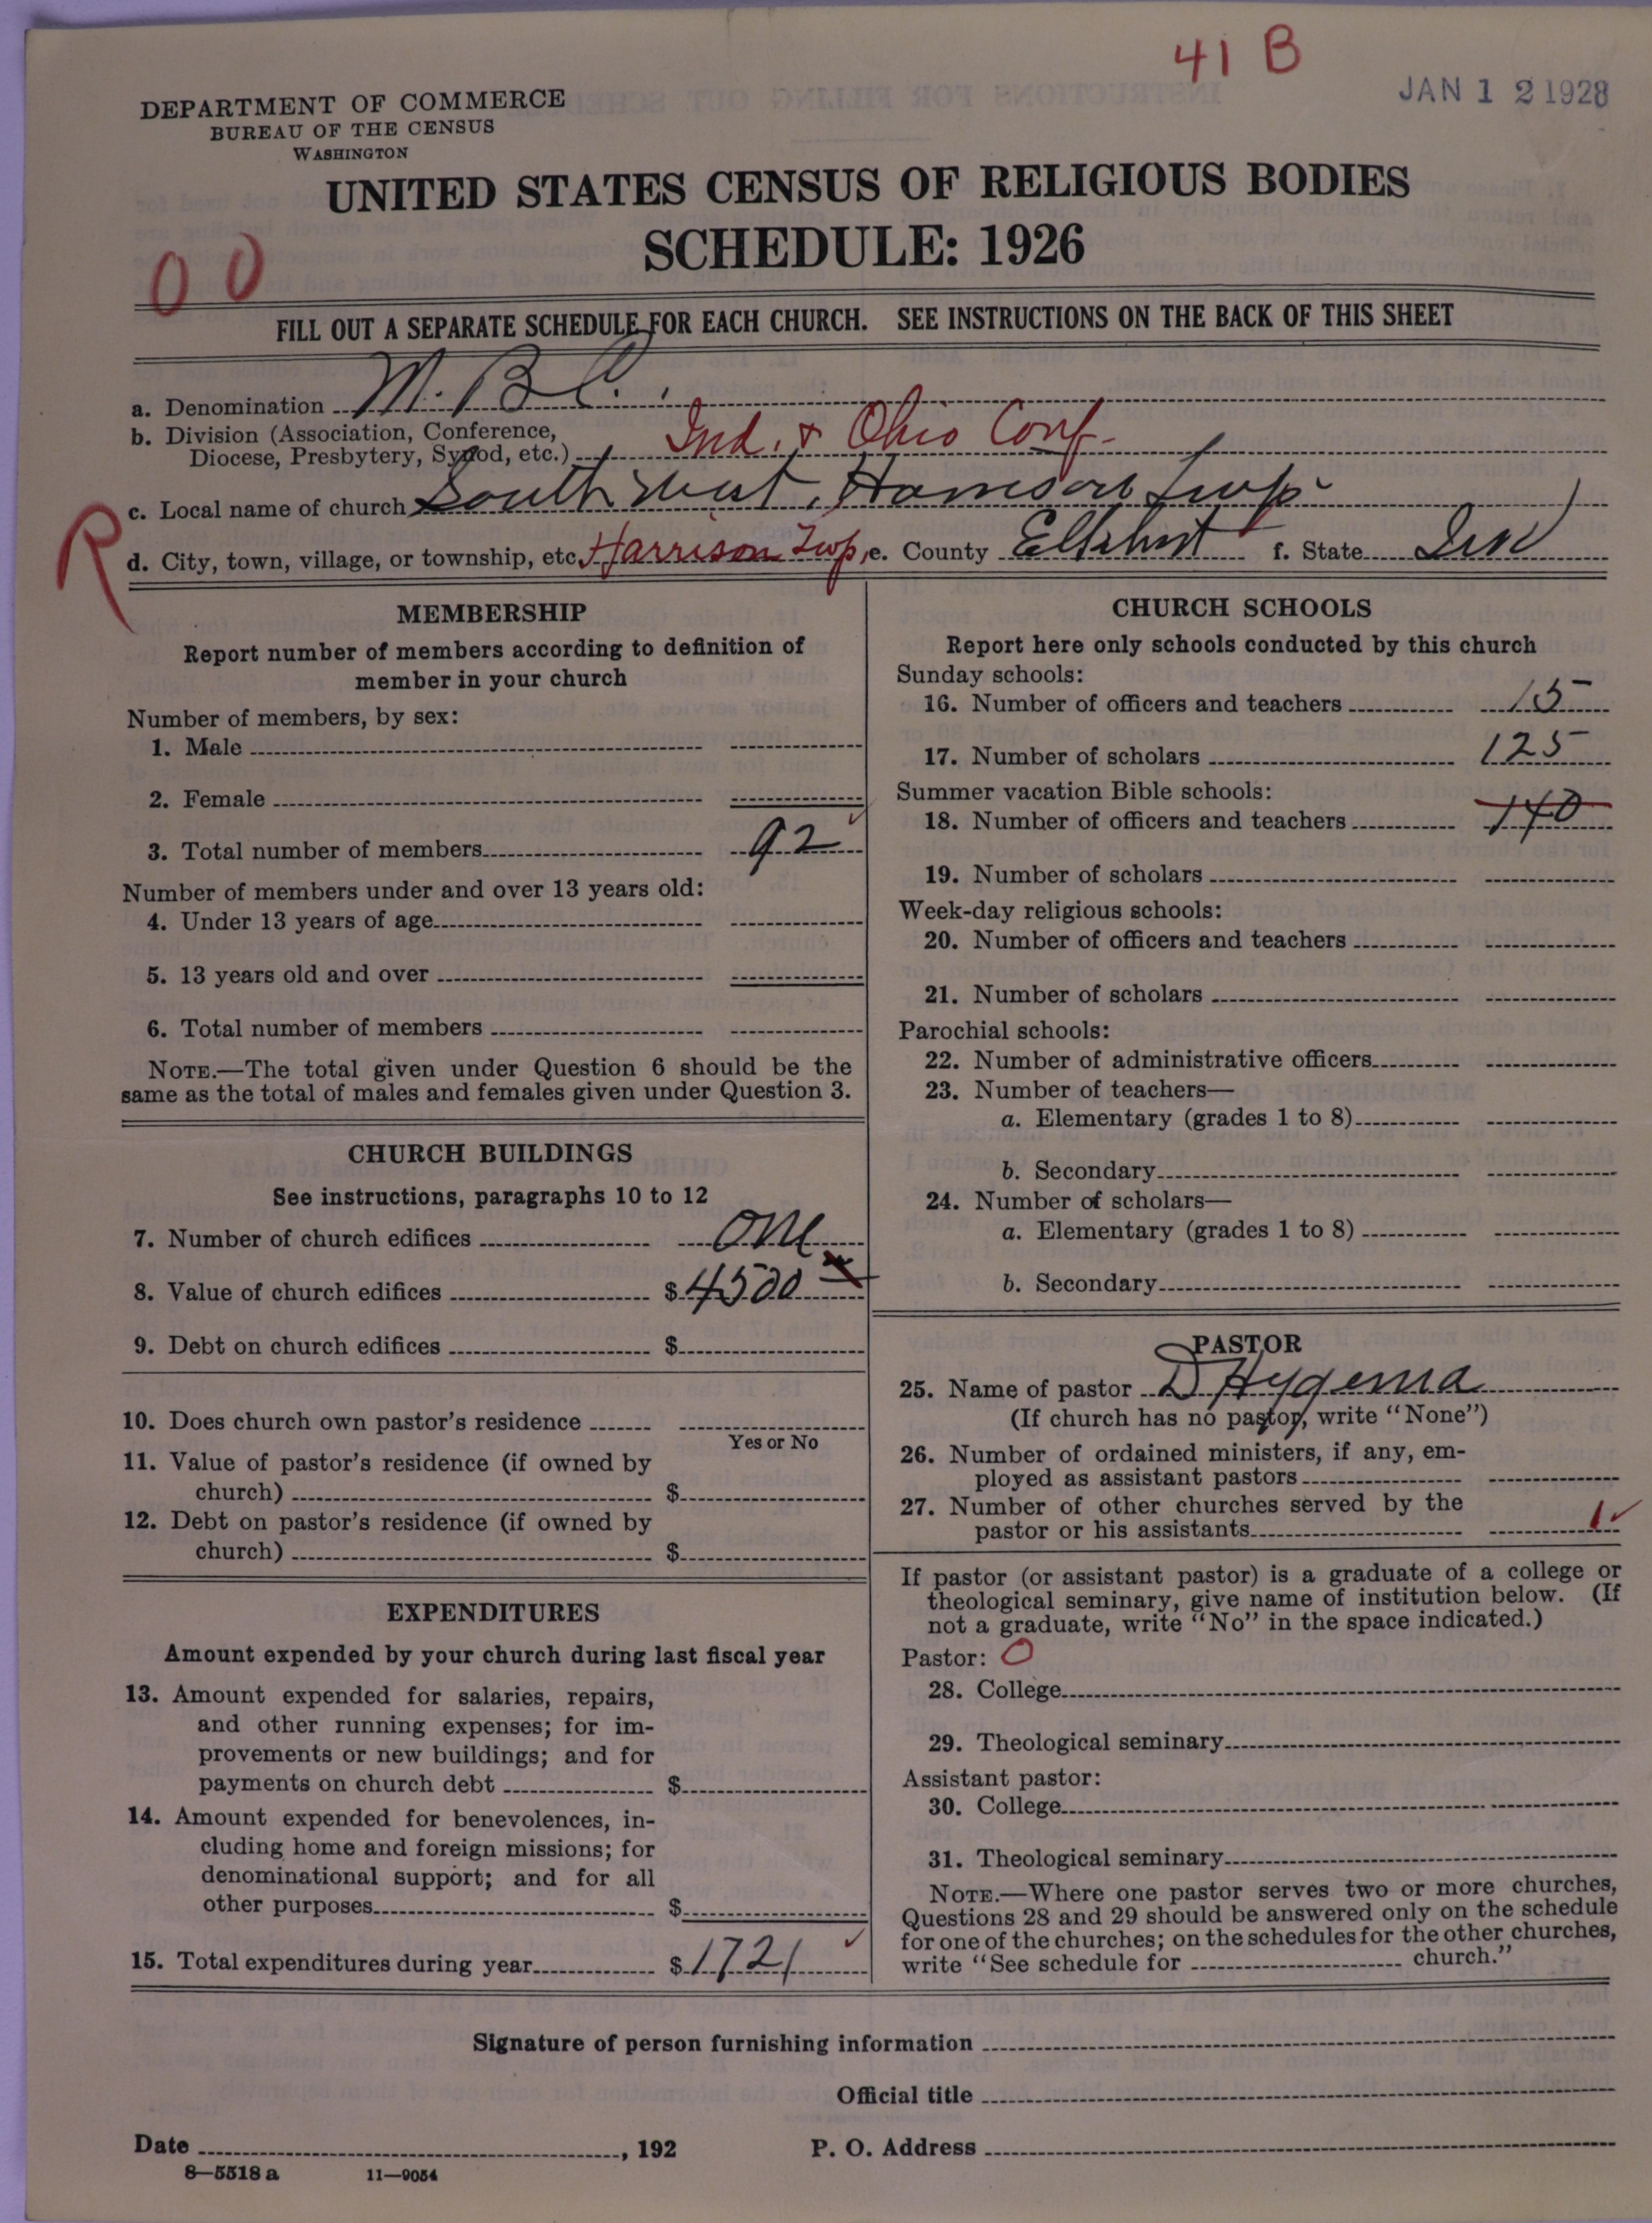 41 B
JAN 12 1928
DEPARTMENT OF COMMERCE
BUREAU OF THE CENSUS
WASHINGTON
UNITED STATES CENSUS OF RELIGIOUS BODIES
SCHEDULE: 1926
00
FILL OUT A SEPARATE SCHEDULE FOR EACH CHURCH. SEE INSTRUCTIONS ON THE BACK OF THIS SHEET
a. Denomination M. B. C.
b. Division (Association, Conference,
Diocese, Presbytery, Synod, etc.) Ind. & Ohio Conf.
c. Local name of church South West, Harrison Twp
R
d. City, town, village, or township, etc. Harrison Twp, e. County Elkhart f. State Ind
MEMBERSHIP
Report number of members according to definition of
member in your church
Number of members, by sex:
1. Male
2. Female
3. Total number of members 92
Number of members under and over 13 years old:
4. Under 13 years of age
5. 13 years old and over
6. Total number of members
NOTE.—The total given under Question 6 should be the
same as the total of males and females given under Question 3.
CHURCH BUILDINGS
See instructions, paragraphs 10 to 12
7. Number of church edifices one
8. Value of church edifices $4500
9. Debt on church edifices $
10. Does church own pastor's residence
Yes or No
11. Value of pastor's residence (if owned by
church) $
12. Debt on pastor's residence (if owned by
church) $
EXPENDITURES
Amount expended by your church during last fiscal year
13. Amount expended for salaries, repairs,
and other running expenses; for im-
provements or new buildings; and for
payments on church debt $
14. Amount expended for benevolences, in-
cluding home and foreign missions; for
denominational support; and for all
other purposes $
15. Total expenditures during year $1721
CHURCH SCHOOLS
Report here only schools conducted by this church
Sunday schools:
16. Number of officers and teachers 15
17. Number of scholars 125
Summer vacation Bible schools:
18. Number of officers and teachers 140
19. Number of scholars
Week-day religious schools:
20. Number of officers and teachers
21. Number of scholars
Parochial schools:
22. Number of administrative officers
23. Number of teachers—
a. Elementary (grades 1 to 8)
b. Secondary
24. Number of scholars—
a. Elementary (grades 1 to 8)
b. Secondary
PASTOR
25. Name of pastor D Hygema
(If church has no pastor, write "None")
26. Number of ordained ministers, if any, em-
ployed as assistant pastors
27. Number of other churches served by the
pastor or his assistants 1
If pastor (or assistant pastor) is a graduate of a college or
theological seminary, give name of institution below. (If
not a graduate, write "No" in the space indicated.)
Pastor: O
28. College
29. Theological seminary
Assistant pastor:
30. College
31. Theological seminary
NOTE.—Where one pastor serves two or more churches,
Questions 28 and 29 should be answered only on the schedule
for one of the churches; on the schedules for the other churches,
write "See schedule for church."
Signature of person furnishing information
Official title
Date , 192 P. O. Address
8—5518 a 11—9054